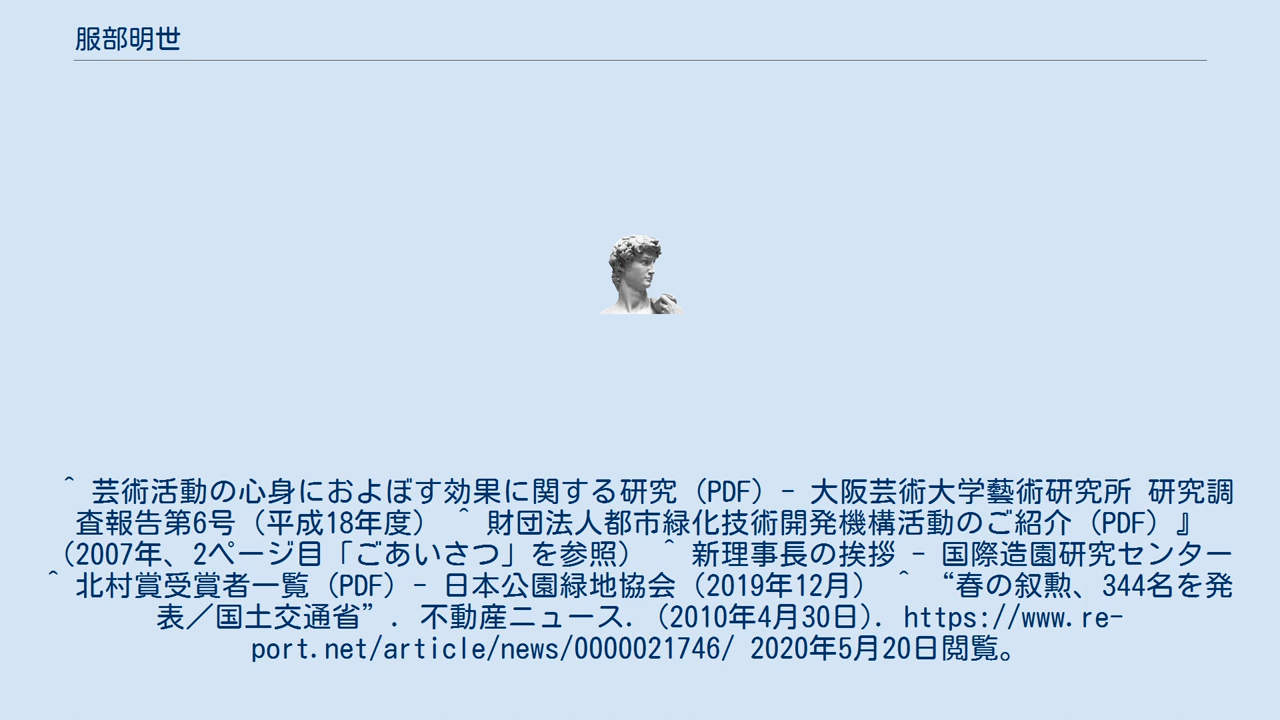 服部明世
^ 芸術活動の心身におよぼす効果に関する研究（PDF）- 大阪芸術大学藝術研究所 研究調
査報告第6号（平成18年度） ^ 財団法人都市緑化技術開発機構活動のご紹介（PDF）』
（2007年、2ページ目「ごあいさつ」を参照） ^ 新理事長の挨拶 - 国際造園研究センター
^ 北村賞受賞者一覧（PDF）- 日本公園緑地協会（2019年12月） ^ “春の叙勲、344名を発
表／国土交通省”. 不動産ニュース. (2010年4月30日). https://www.re-
port.net/article/news/0000021746/ 2020年5月20日閲覧。